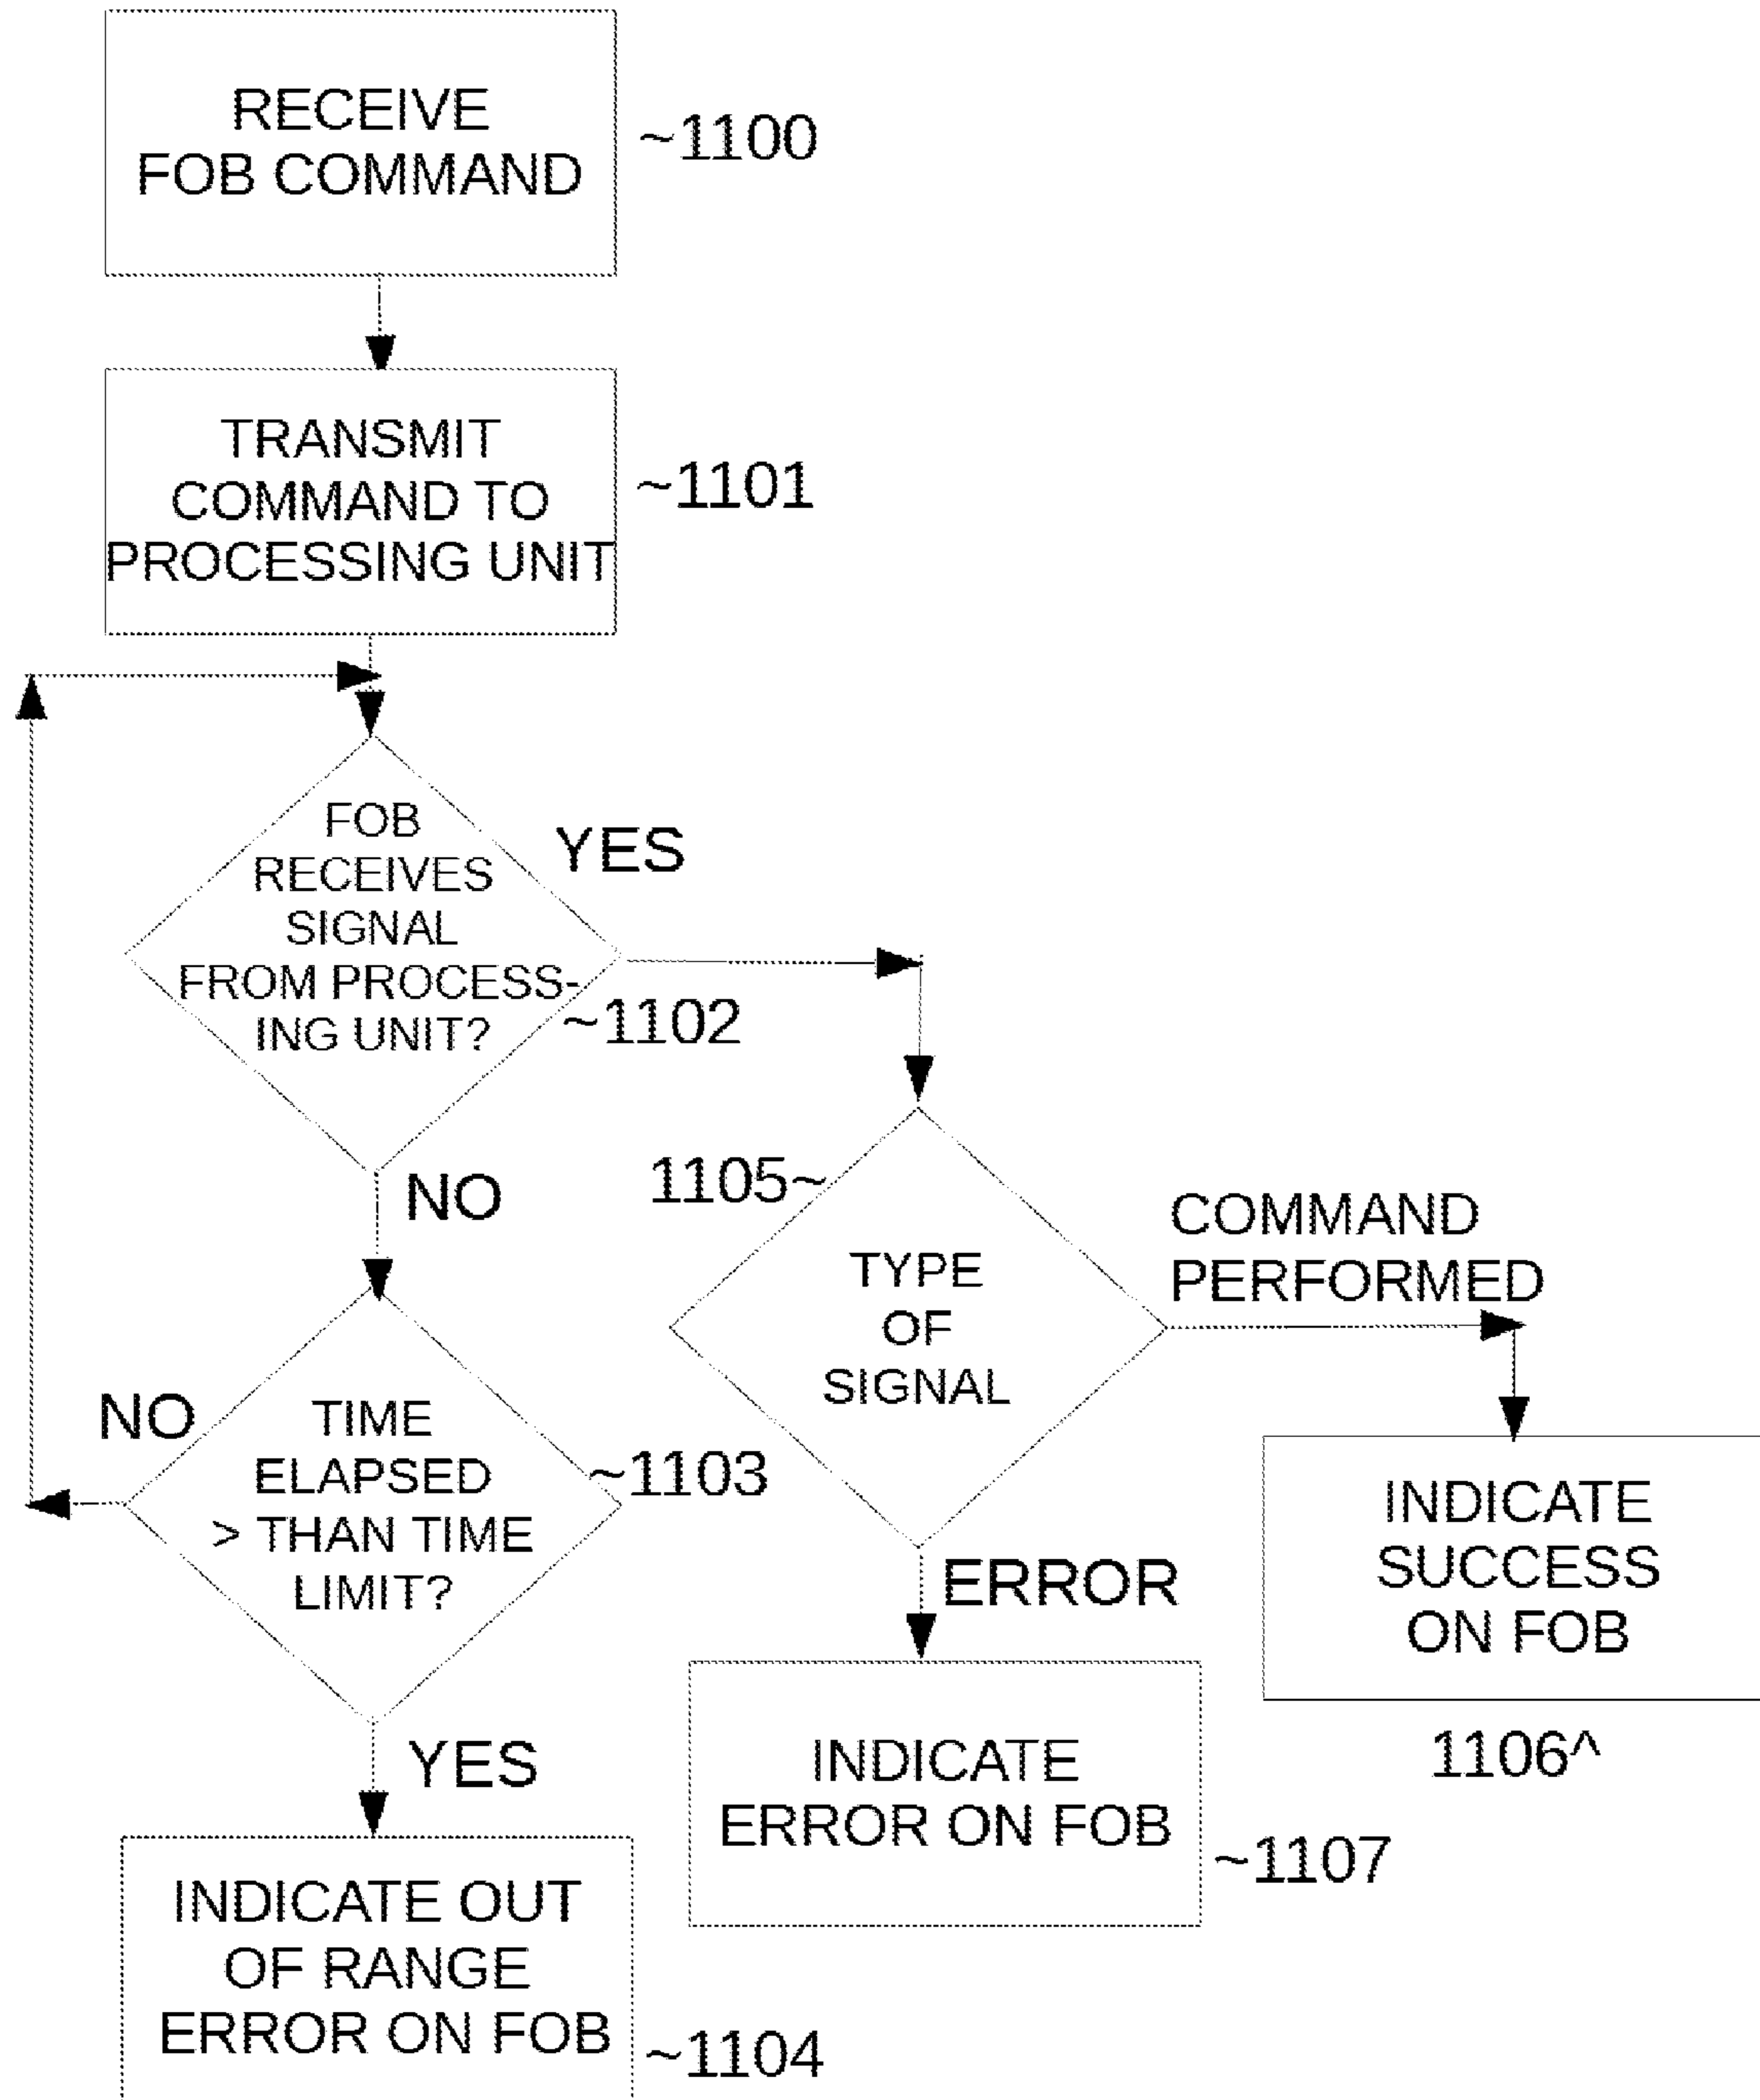 RECEIVE
FOB COMMAND
~1100
TRANSMIT
COMMAND TO
PROCESSING UNIT
~1101
FOB
RECEIVES
SIGNAL
FROM PROCESS-
ING UNIT?
YES
~1102
NO
1105~
TYPE
OF
SIGNAL
COMMAND
PERFORMED
NO
TIME
ELAPSED
> THAN TIME
LIMIT?
~1103
ERROR
INDICATE
SUCCESS
ON FOB
1106^
YES
INDICATE
ERROR ON FOB
~1107
INDICATE OUT
OF RANGE
ERROR ON FOB
~1104